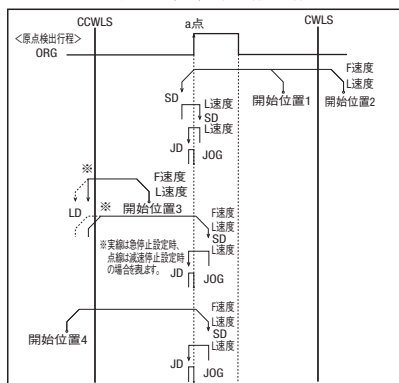 CCWLS
a点
CWLS
<原点検出行程>
ORG
F速度
L速度
SD
開始位置1
開始位置2
L速度
SD
L速度
JD
JOG
※
F速度
L速度
LD
開始位置3
※
F速度
L速度
SD
※実線は急停止設定時、
点線は減速停止設定時
の場合を表します。
L速度
JD
JOG
F速度
L速度
SD
開始位置4
L速度
JD
JOG